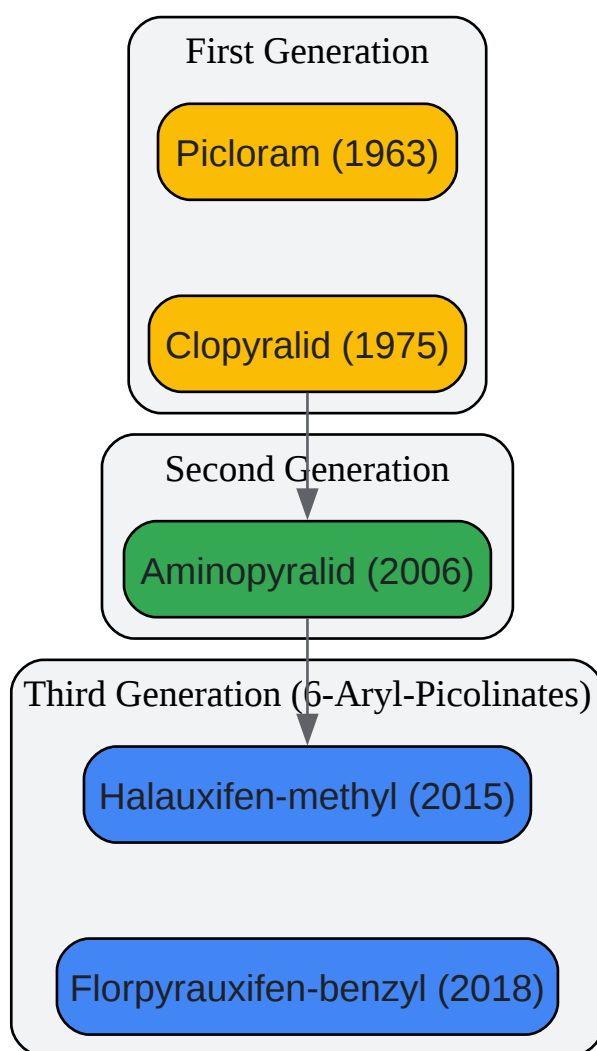 First Generation
Picloram (1963)
Clopyralid (1975)
Second Generation
Aminopyralid (2006)
Third Generation (6-Aryl-Picolinates)
Halauxifen-methyl (2015)
Florpyrauxifen-benzyl (2018)